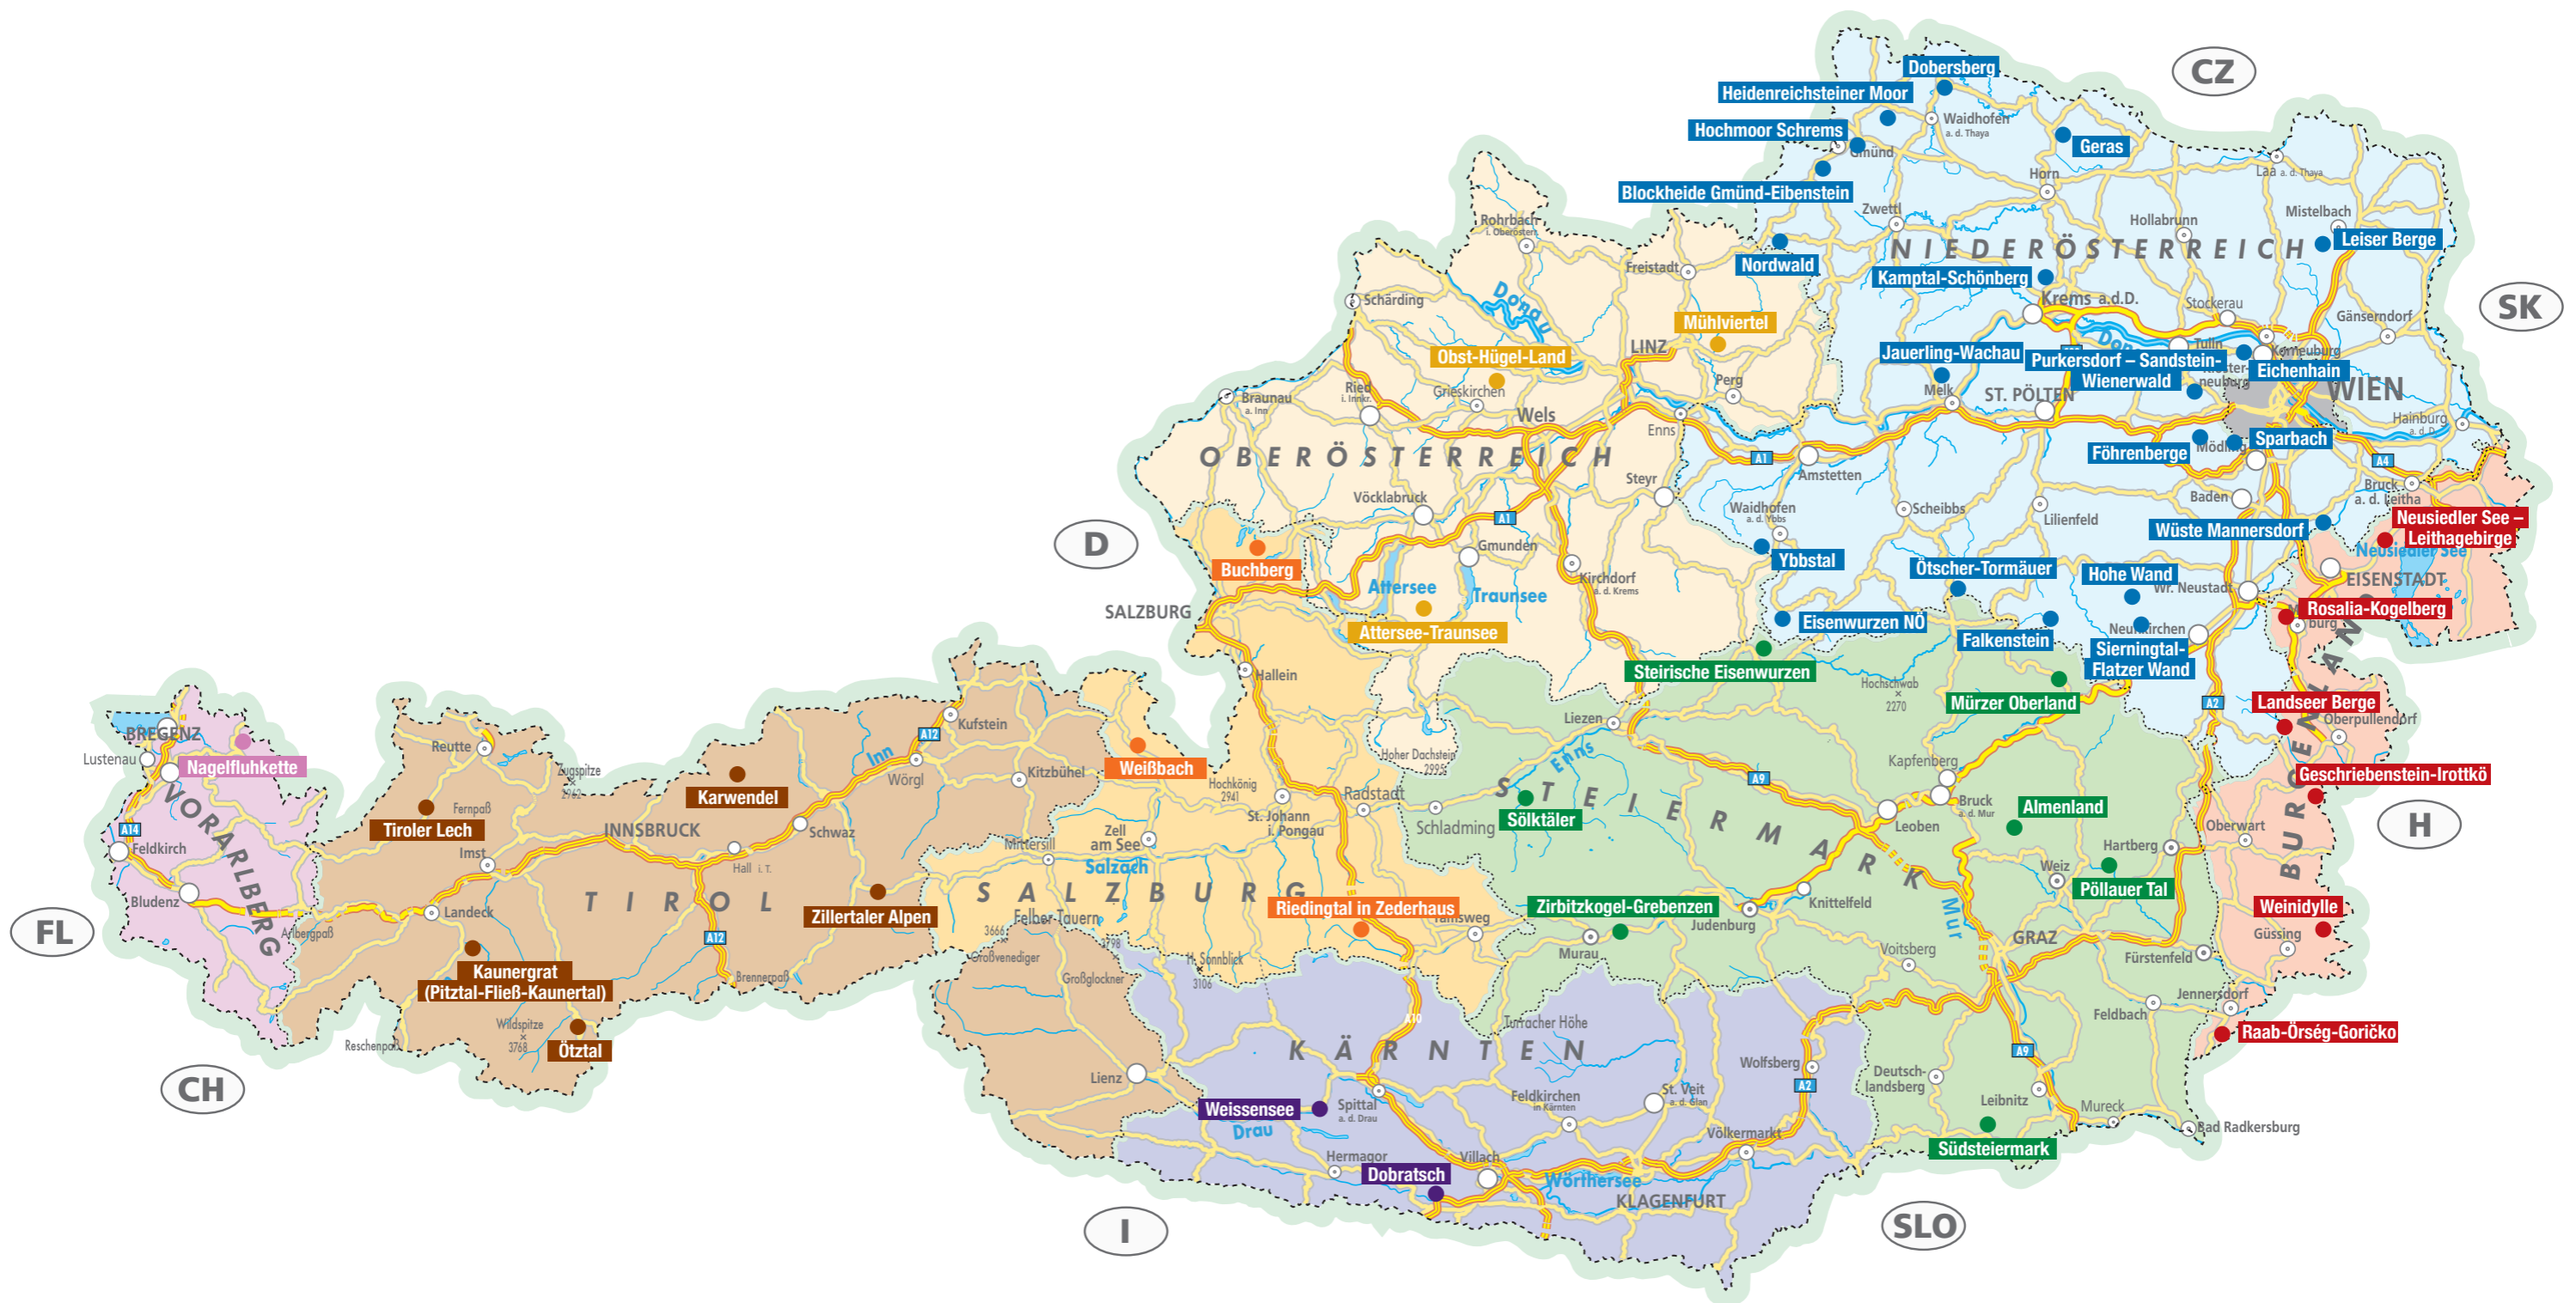 CZ
Dobersberg
Heidenreichsteiner Moor
Waidhofen
a. d. Thaya
Hochmoor Schrems
Gmünd
Geras
Laa a. d. Thaya
Horn
Blockheide Gmünd-Eibenstein
Zwettl
Hollabrunn
Mistelbach
Rohrbach
i. Oberösterr.
Leiser Berge
NIEDERÖSTERREICH
Nordwald
Freistadt
Kamptal-Schönberg
Krems a.d.D.
Stockerau
SK
Schärding
Donau
Gänserndorf
Mühlviertel
LINZ
Obst-Hügel-Land
Jauerling-Wachau
Tulln
Korneuburg
Purkersdorf – Sandstein-
Wienerwald
Eichenhain
neuburg
WIEN
Ried
i. Innkr.
Grieskirchen
Perg
Melk
ST. PÖLTEN
Braunau
a. Inn
Wels
Enns
Hainburg
a. d. D.
Sparbach
Föhrenberge
Mödling
OBERÖSTERREICH
A1
Amstetten
A4
Steyr
Bruck
a. d. Leitha
Baden
Vöcklabruck
A1
Waidhofen
a. d. Ybbs
Scheibbs
Lilienfeld
Neusiedler See –
Leithagebirge
Wüste Mannersdorf
Neusiedler See
D
Buchberg
Gmunden
Ybbstal
Attersee
Traunsee
Kirchdorf
a. d. Krems
Ötscher-Tormäuer
Hohe Wand
Wr. Neustadt
EISENSTADT
SALZBURG
Attersee-Traunsee
Eisenwurzen NÖ
Falkenstein
Neunkirchen
Rosalia-Kogelberg
burg
Sierningtal-
Flatzer Wand
Hallein
Steirische Eisenwurzen
Hochschwab
2270
Mürzer Oberland
A2
Landseer Berge
Oberpullendorf
BURGENLAND
Liezen
Kufstein
A12
Inn
BREGENZ
Lustenau
Nagelfluhkette
Reutte
Zugspitze
2962
Wörgl
Kitzbühel
Weißbach
Hoher Dachstein
2995
Enns
Karwendel
Hochkönig
2941
Radstadt
A9
Kapfenberg
Geschriebenstein-Irottkö
Tiroler Lech
Fernpaß
VORARLBERG
A14
Feldkirch
INNSBRUCK
Schwaz
St. Johann
i. Pongau
Schladming
Sölktäler
STEIERMARK
Leoben
Bruck
a. d. Mur
Almenland
Oberwart
H
Imst
Hall i. T.
Mittersill
Zell
am See
Salzach
Hartberg
Weiz
Pöllauer Tal
Bludenz
Landeck
TIROL
Zillertaler Alpen
SALZBURG
Riedingtal in Zederhaus
Tamsweg
Zirbitzkogel-Grebenzen
Judenburg
Knittelfeld
Mur
Weinidylle
Güssing
FL
Arlbergpaß
A12
Felber-Tauern
3666
Großvenediger
3798
Großglockner
H. Sonnblick
3106
Murau
Voitsberg
GRAZ
Fürstenfeld
Kaunergrat
(Pitztal-Fließ-Kaunertal)
Brennerpaß
Wildspitze
3768
Reschenpaß
Ötztal
A10
Turracher Höhe
Jennersdorf
Feldbach
Raab-Örség-Goričko
KÄRNTEN
A9
CH
Lienz
Wolfsberg
A2
Deutsch-
landsberg
Leibnitz
Mureck
Weissensee
Spittal
a. d. Drau
Feldkirchen
in Kärnten
St. Veit
a. d. Glan
Drau
Völkermarkt
Südsteiermark
Bad Radkersburg
Hermagor
Villach
Dobratsch
Wörthersee
KLAGENFURT
I
SLO